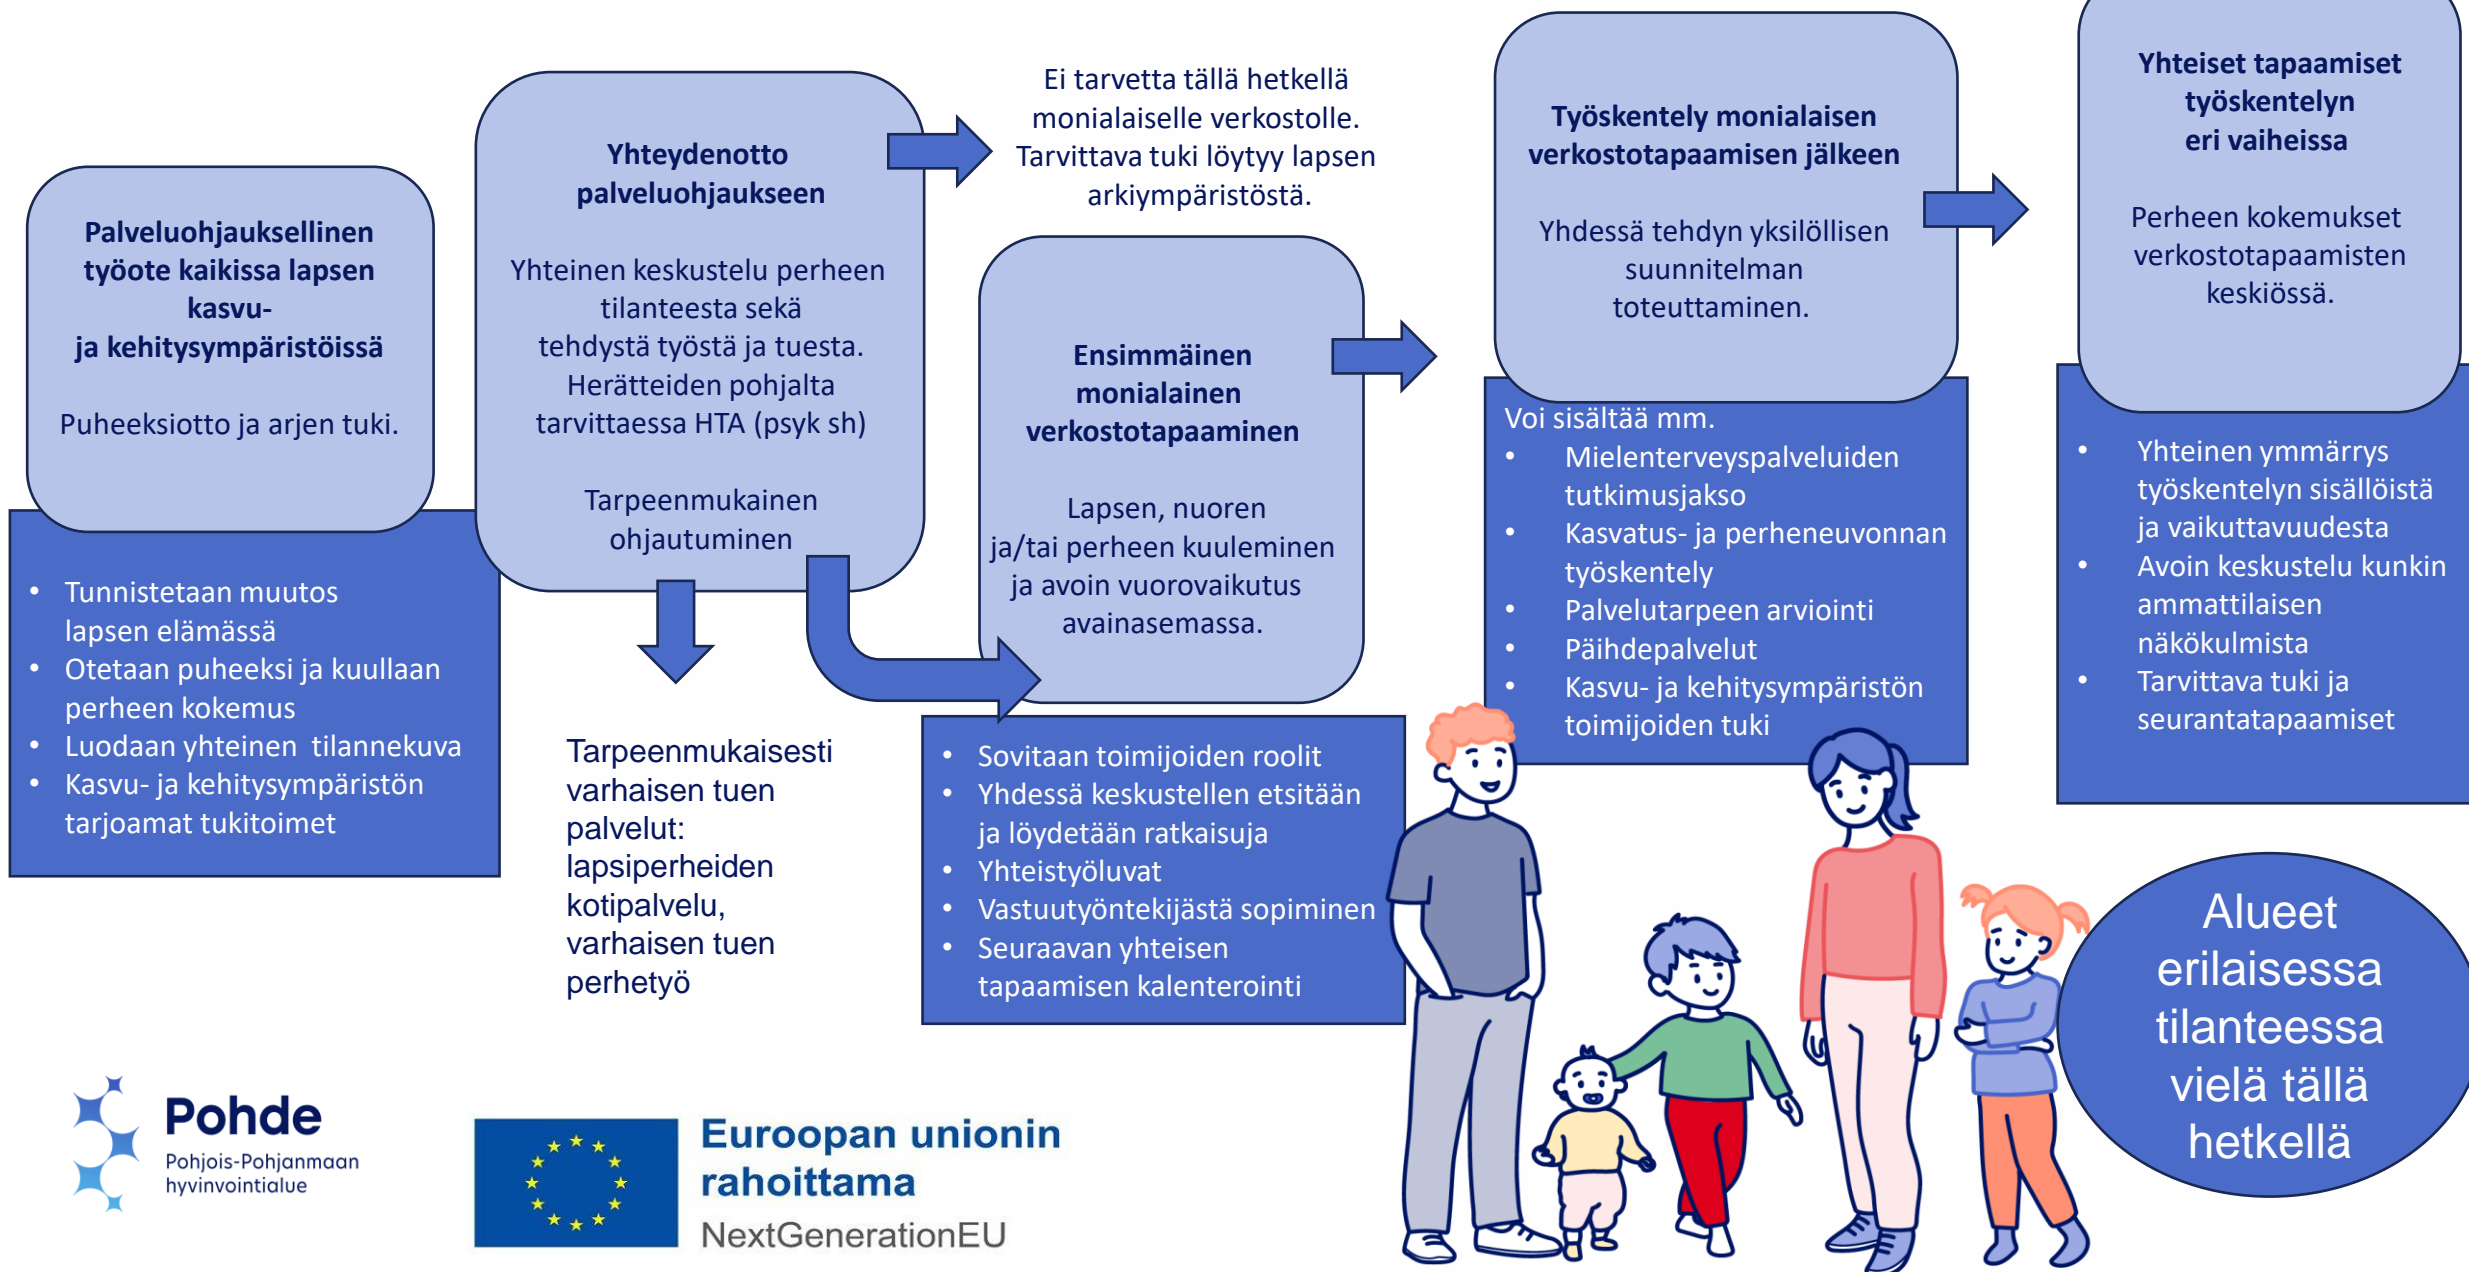 Palveluohjauksellinen
työote kaikissa lapsen
kasvu-
ja kehitysympäristöissä
Puheeksiotto ja arjen tuki.
• Tunnistetaan muutos
lapsen elämässä
• Otetaan puheeksi ja kuullaan
perheen kokemus
• Luodaan yhteinen tilannekuva
• Kasvu- ja kehitysympäristön
tarjoamat tukitoimet
Yhteydenotto
palveluohjaukseen
Yhteinen keskustelu perheen
tilanteesta sekä
tehdystä työstä ja tuesta.
Herätteiden pohjalta
tarvittaessa HTA (psyk sh)
Tarpeenmukainen
ohjautuminen
Ei tarvetta tällä hetkellä
monialaiselle verkostolle.
Tarvittava tuki löytyy lapsen
arkiympäristöstä.
Tarpeenmukaisesti
varhaisen tuen
palvelut:
lapsiperheiden
kotipalvelu,
varhaisen tuen
perhetyö
Ensimmäinen
monialainen
verkostotapaaminen
Lapsen, nuoren
ja/tai perheen kuuleminen
ja avoin vuorovaikutus
avainasemassa.
• Sovitaan toimijoiden roolit
• Yhdessä keskustellen etsitään
ja löydetään ratkaisuja
• Yhteistyöluvat
• Vastuutyöntekijästä sopiminen
• Seuraavan yhteisen
tapaamisen kalenterointi
Työskentely monialaisen
verkostotapaamisen jälkeen
Yhdessä tehdyn yksilöllisen
suunnitelman
toteuttaminen.
Voi sisältää mm.
• Mielenterveyspalveluiden
tutkimusjakso
• Kasvatus- ja perheneuvonnan
työskentely
• Palvelutarpeen arviointi
• Päihdepalvelut
• Kasvu- ja kehitysympäristön
toimijoiden tuki
Yhteiset tapaamiset
työskentelyn
eri vaiheissa
Perheen kokemukset
verkostotapaamisten
keskiössä.
• Yhteinen ymmärrys
työskentelyn sisällöistä
ja vaikuttavuudesta
• Avoin keskustelu kunkin
ammattilaisen
näkökulmista
• Tarvittava tuki ja
seurantatapaamiset
Alueet
erilaisessa
tilanteessa
vielä tällä
hetkellä
Pohde
Pohjois-Pohjanmaan
hyvinvointialue
Euroopan unionin
rahoittama
NextGenerationEU